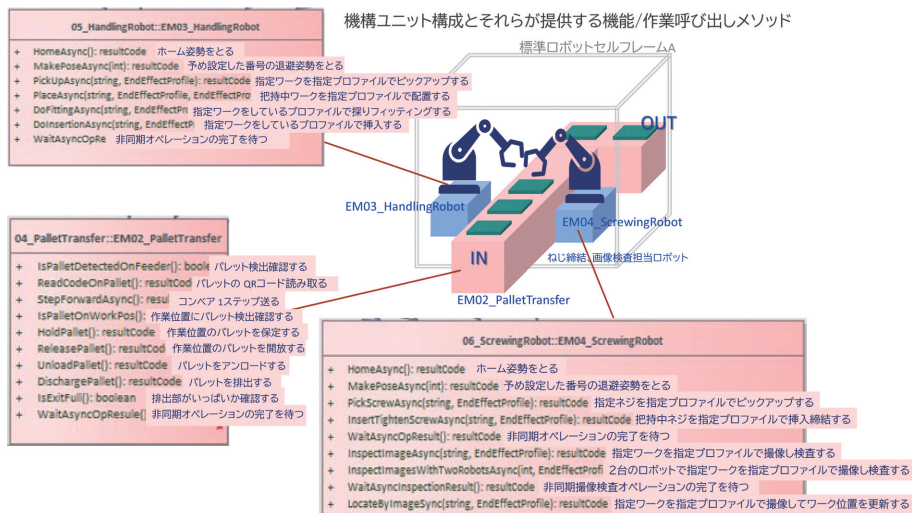 機構ユニット構成とそれらが提供する機能/作業呼び出しメソッド
05_HandlingRobot::EM03_HandlingRobot
+ HomeAsync(): resultCode ホーム姿勢をとる
+ MakePoseAsync(int): resultCode 予め設定した番号の退避姿勢をとる
+ PickUpAsync(string, EndEffectProfile): resultCode 指定ワークを指定プロファイルでピックアップする
+ PlaceAsync(string, EndEffectProfile, EndEffectPro 把持中ワークを指定プロファイルで配置する
+ DoFittingAsync(string, EndEffectPr 指定ワークをしているプロファイルで探りフィッティングする
+ DoInsertionAsync(string, EndEffectP 指定ワークをしているプロファイルで挿入する
+ WaitAsyncOpRe 非同期オペレーションの完了を待つ
標準ロボットセルフレームA
OUT
EM03_HandlingRobot
EM04_ScrewingRobot
IN
ねじ締結、画像検査担当ロボット
EM02_PalletTransfer
04_PalletTransfer::EM02_PalletTransfer
+ IsPalletDetectedOnFeeder(): boole パレット検出確認する
+ ReadCodeOnPallet(): resultCod パレットの QRコード読み取る
+ StepForwardAsync(): resul コンベア 1ステップ送る
+ IsPalletOnWorkPos(): 作業位置にパレット検出確認する
+ HoldPallet(): resultCode 作業位置のパレットを保定する
+ ReleasePallet(): resultCod 作業位置のパレットを開放する
+ UnloadPallet(): resultCode パレットをアンロードする
+ DischargePallet(): resultCode パレットを排出する
+ IsExitFull(): boolean 排出部がいっぱいか確認する
+ WaitAsyncOpResule( 非同期オペレーションの完了を待つ
06_ScrewingRobot::EM04_ScrewingRobot
+ HomeAsync(): resultCode ホーム姿勢をとる
+ MakePoseAsync(int): resultCode 予め設定した番号の退避姿勢をとる
+ PickScrewAsync(string, EndEffectProfile): resultCode 指定ネジを指定プロファイルでピックアップする
+ InsertTightenScrewAsync(string, EndEffectProfile): resultCode 把持中ネジを指定プロファイルで挿入締結する
+ WaitAsyncOpResult(): resultCode 非同期オペレーションの完了を待つ
+ InspectImageAsync(string, EndEffectProfile): resultCode 指定ワークを指定プロファイルで撮像し検査する
+ InspectImagesWithTwoRobotsAsync(int, EndEffectProfi 2台のロボットで指定ワークを指定プロファイルで撮像し検査する
+ WaitAsyncInspectionResult(): resultCode 非同期撮像検査オペレーションの完了を待つ
+ LocateByImageSync(string, EndEffectProfile): resultCode 指定ワークを指定プロファイルで撮像してワーク位置を更新する